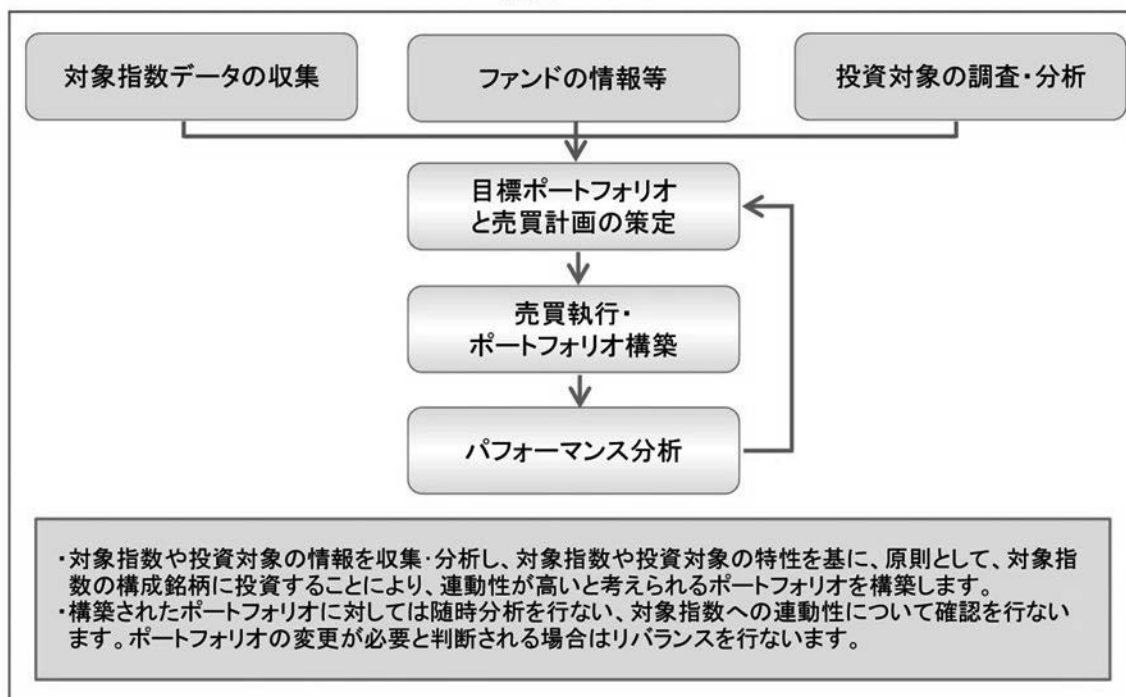 対象指数データの収集
ファンドの情報等
投資対象の調査・分析
目標ポートフォリオ
と売買計画の策定
売買執行・
ポートフォリオ構築
パフォーマンス分析
・対象指数や投資対象の情報を収集・分析し、対象指数や投資対象の特性を基に、原則として、対象指
数の構成銘柄に投資することにより、連動性が高いと考えられるポートフォリオを構築します。
・構築されたポートフォリオに対しては随時分析を行ない、対象指数への連動性について確認を行ない
ます。ポートフォリオの変更が必要と判断される場合はリバランスを行ないます。